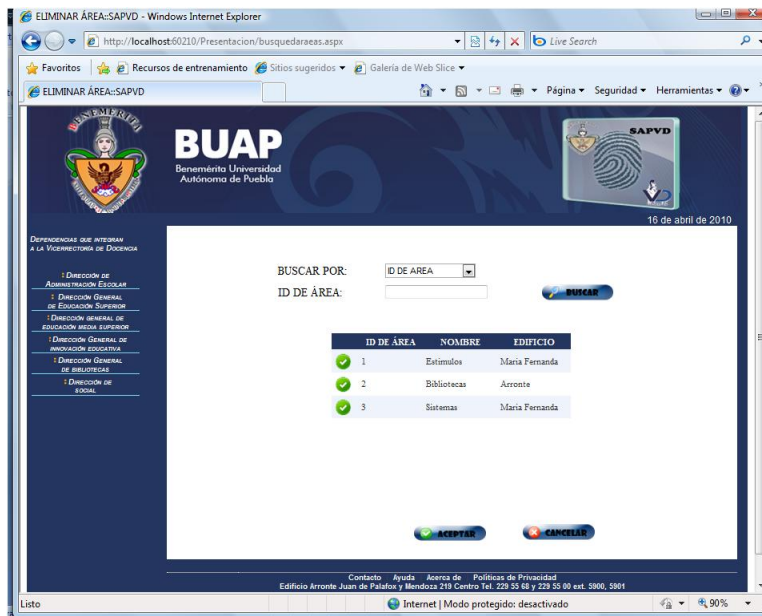 ELIMINAR ÁREA::SAPVD - Windows Internet Explorer
http://localhost:60210/Presentacion/busquedaraeas.aspx
Live Search
Favoritos Recursos de entrenamiento Sitios sugeridos Galería de Web Slice
ELIMINAR ÁREA::SAPVD
Página Seguridad Herramientas
BENEMÉRITA
BUAP
Benemérita Universidad
Autónoma de Puebla
SAPVD
16 de abril de 2010
DEPENDENCIAS QUE INTEGRAN
A LA VICERRECTORÍA DE DOCENCIA
DIRECCIÓN DE
ADMINISTRACIÓN ESCOLAR
DIRECCIÓN GENERAL
DE EDUCACIÓN SUPERIOR
DIRECCIÓN GENERAL DE
EDUCACIÓN MEDIA SUPERIOR
DIRECCIÓN GENERAL DE
INNOVACIÓN EDUCATIVA
DIRECCIÓN GENERAL
DE BIBLIOTECAS
DIRECCIÓN DE
SOCIAL
BUSCAR POR: ID DE AREA
ID DE ÁREA: BUSCAR
ID DE ÁREA NOMBRE EDIFICIO
1 Estimulos Maria Fernanda
2 Bibliotecas Arronte
3 Sistemas Maria Fernanda
ACEPTAR CANCELAR
Contacto Ayuda Acerca de Políticas de Privacidad
Edificio Arronte Juan de Palafox y Mendoza 219 Centro Tel. 229 55 68 y 229 55 00 ext. 5900, 5901
Listo Internet | Modo protegido: desactivado 90%